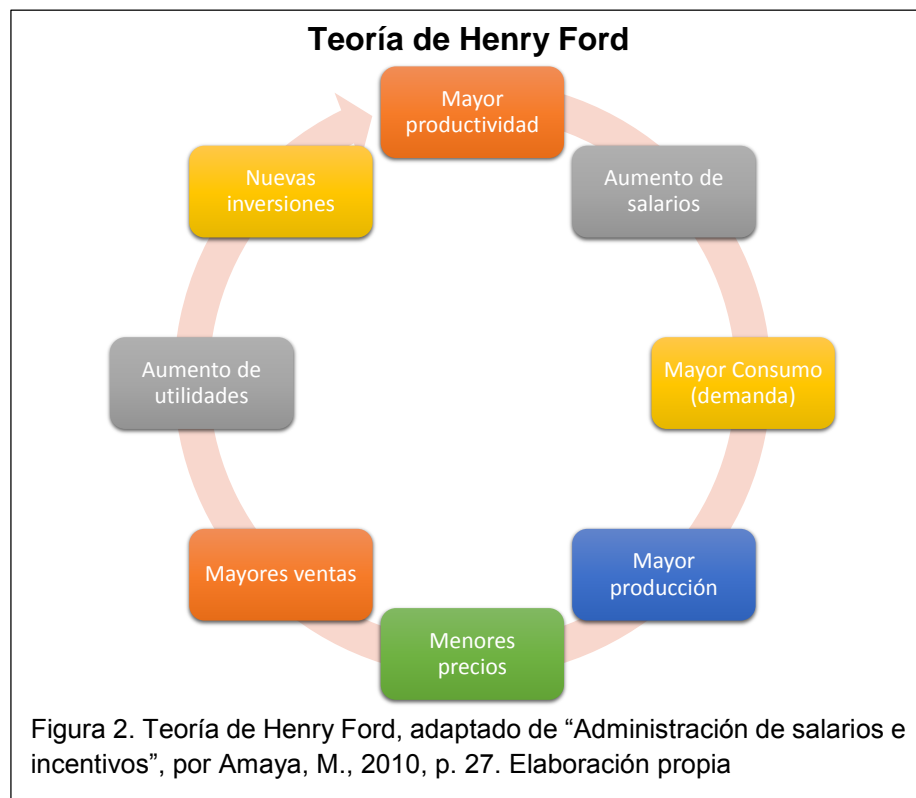 Teoría de Henry Ford
Mayor
productividad
Aumento de
salarios
Mayor Consumo
(demanda)
Mayor
producción
Menores
precios
Mayores ventas
Aumento de
utilidades
Nuevas
inversiones
Figura 2. Teoría de Henry Ford, adaptado de “Administración de salarios e
incentivos”, por Amaya, M., 2010, p. 27. Elaboración propia